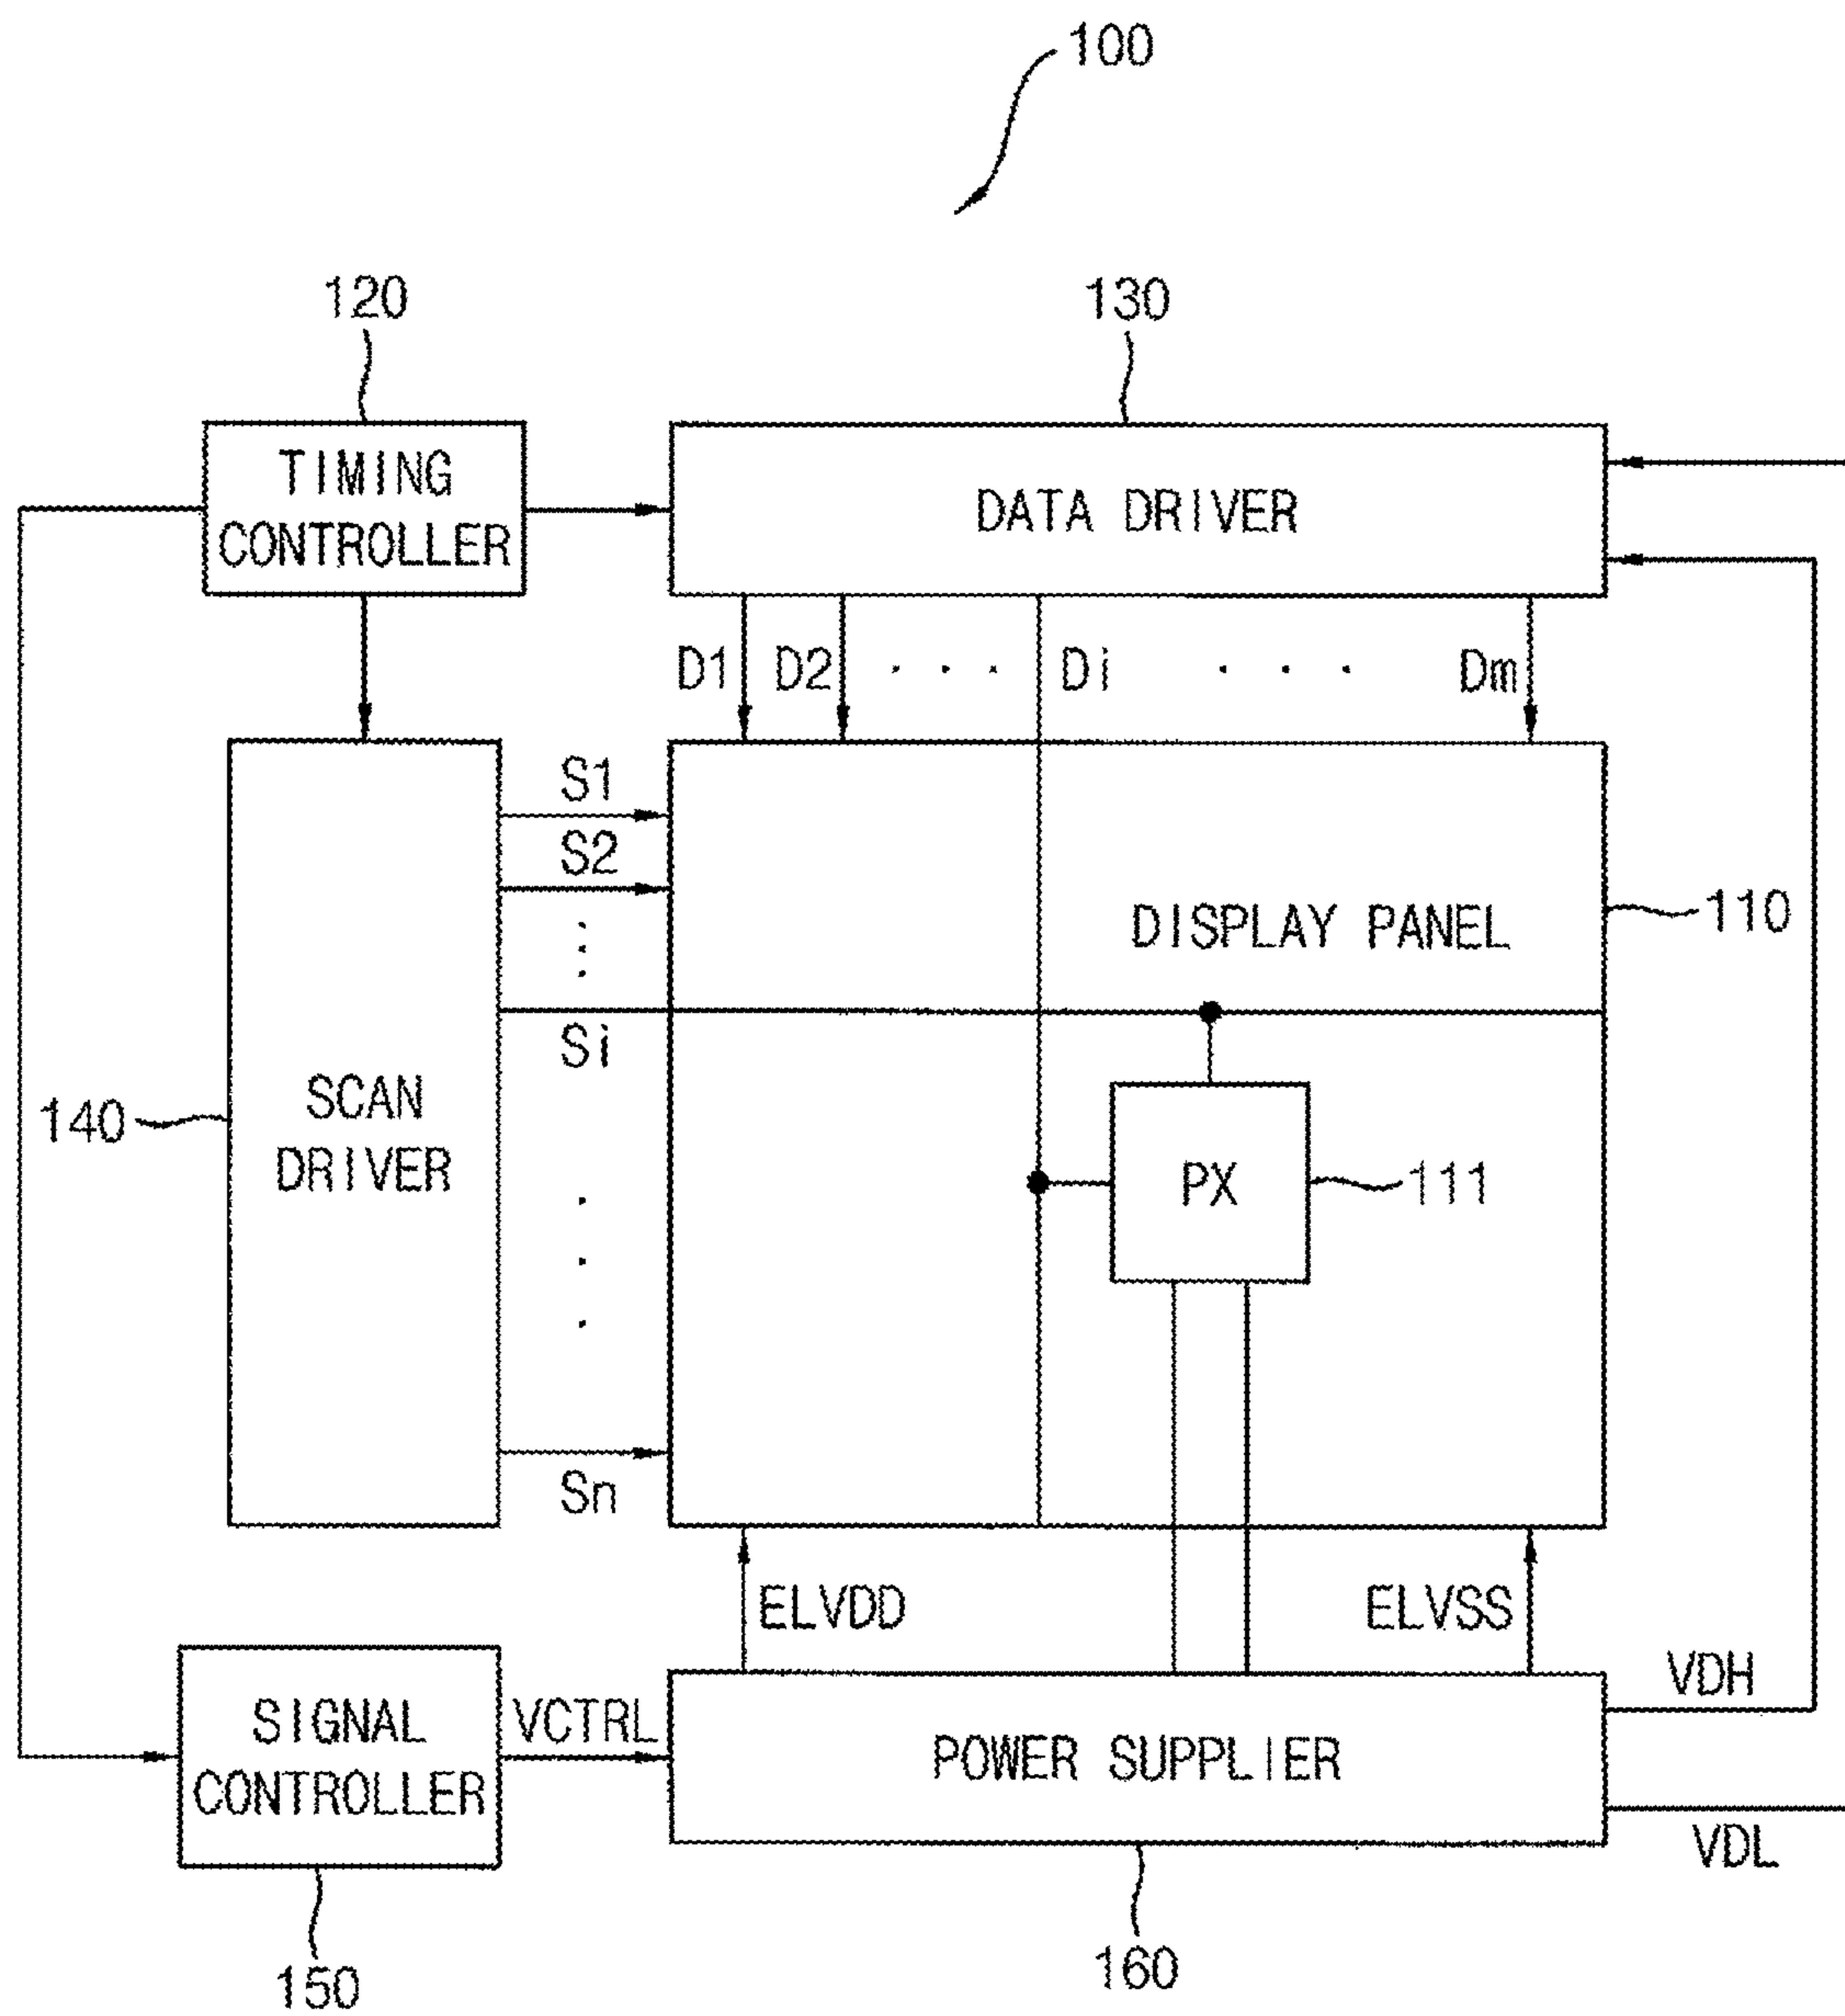 100
120
130
TIMING
CONTROLLER
DATA DRIVER
D1 D2 . . . Di . . . Dm
S1
S2
DISPLAY PANEL
110
Si
SCAN
DRIVER
140
PX
111
Sn
ELVDD
ELVSS
VDH
SIGNAL
CONTROLLER
VCTRL
POWER SUPPLIER
VDL
150
160